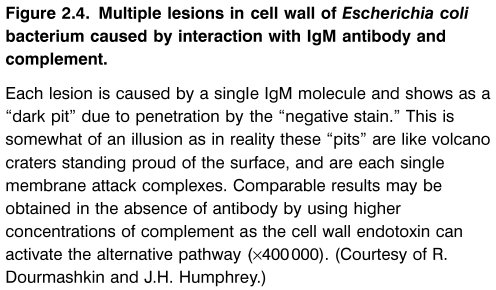 Figure 2.4. Multiple lesions in cell wall of Escherichia coli
bacterium caused by interaction with IgM antibody and
complement.
Each lesion is caused by a single IgM molecule and shows as a
“dark pit” due to penetration by the “negative stain.” This is
somewhat of an illusion as in reality these “pits” are like volcano
craters standing proud of the surface, and are each single
membrane attack complexes. Comparable results may be
obtained in the absence of antibody by using higher
concentrations of complement as the cell wall endotoxin can
activate the alternative pathway (×400 000). (Courtesy of R.
Dourmashkin and J.H. Humphrey.)